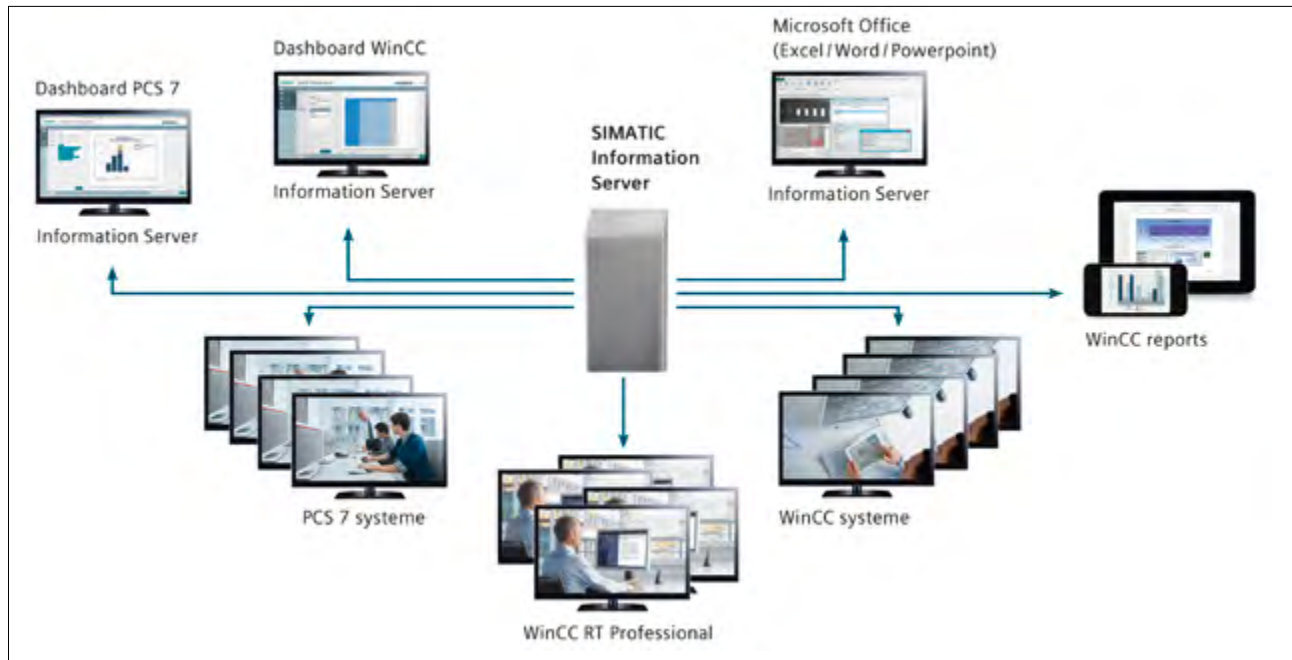 Microsoft Office
(Excel/Word/Powerpoint)
Dashboard WinCC
Dashboard PCS 7
SIMATIC
Information
Server
Information Server
Information Server
Information Server
WinCC reports
PCS 7 systeme
WinCC systeme
WinCC RT Professional